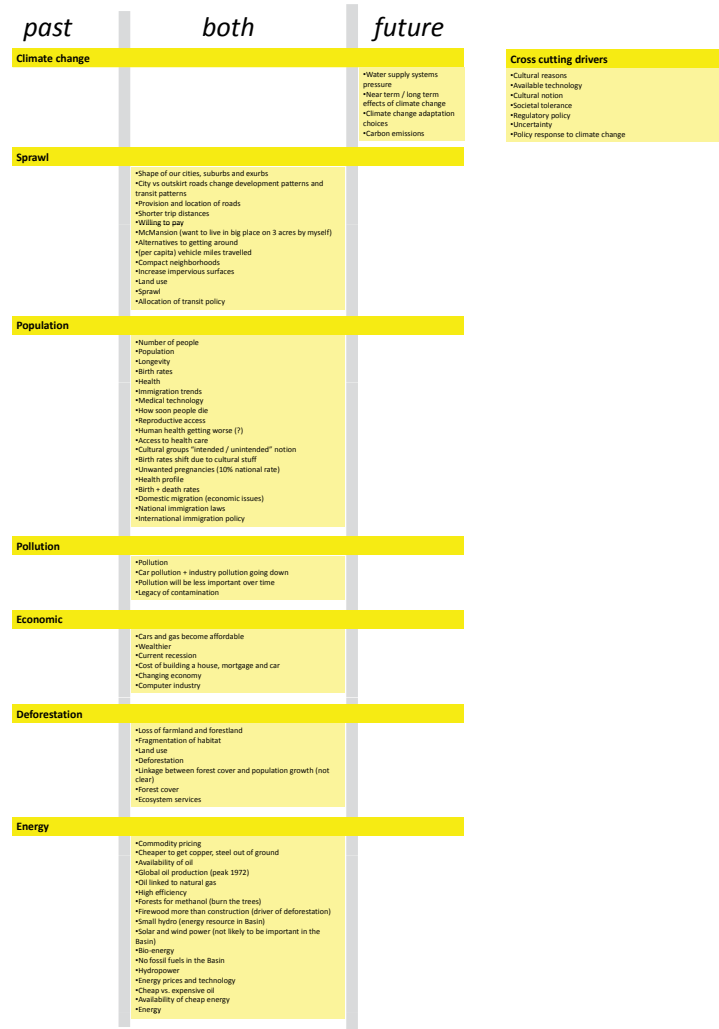 past both future
Climate change
•Water supply systems
pressure
•Near term / long term
effects of climate change
•Climate change adaptation
choices
•Carbon emissions
Cross cutting drivers
•Cultural reasons
•Available technology
•Cultural notion
•Societal tolerance
•Regulatory policy
•Uncertainty
•Policy response to climate change
Sprawl
•Shape of our cities, suburbs and exurbs
•City vs outskirt roads change development patterns and
transit patterns
•Provision and location of roads
•Shorter trip distances
•Willing to pay
•McMansion (want to live in big place on 3 acres by myself)
•Alternatives to getting around
•(per capita) vehicle miles travelled
•Compact neighborhoods
•Increase impervious surfaces
•Land use
•Sprawl
•Allocation of transit policy
Population
•Number of people
•Population
•Longevity
•Birth rates
•Health
•Immigration trends
•Medical technology
•How soon people die
•Reproductive access
•Human health getting worse (?)
•Access to health care
•Cultural groups "intended / unintended" notion
•Birth rates shift due to cultural stuff
•Unwanted pregnancies (10% national rate)
•Health profile
•Birth + death rates
•Domestic migration (economic issues)
•National immigration laws
•International immigration policy
Pollution
•Pollution
•Car pollution + industry pollution going down
•Pollution will be less important over time
•Legacy of contamination
Economic
•Cars and gas become affordable
•Wealthier
•Current recession
•Cost of building a house, mortgage and car
•Changing economy
•Computer industry
Deforestation
•Loss of farmland and forestland
•Fragmentation of habitat
•Land use
•Deforestation
•Linkage between forest cover and population growth (not
clear)
•Forest cover
•Ecosystem services
Energy
•Commodity pricing
•Cheaper to get copper, steel out of ground
•Availability of oil
•Global oil production (peak 1972)
•Oil linked to natural gas
•High efficiency
•Forests for methanol (burn the trees)
•Firewood more than construction (driver of deforestation)
•Small hydro (energy resource in Basin)
•Solar and wind power (not likely to be important in the
Basin)
•Bio-energy
•No fossil fuels in the Basin
•Hydropower
•Energy prices and technology
•Cheap vs. expensive oil
•Availability of cheap energy
•Energy